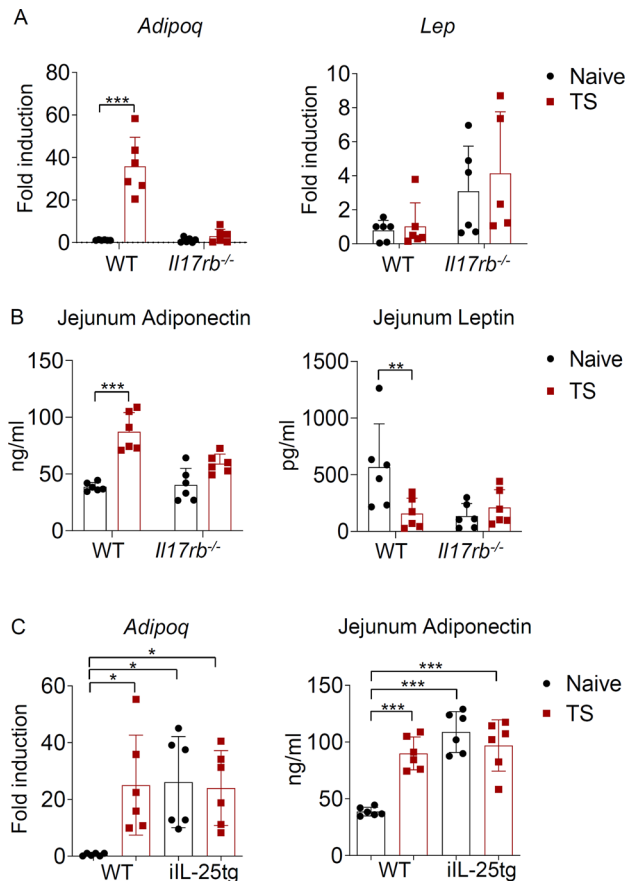 A
Adipoq
Lep
Fold induction
80
60
40
20
0
***
WT
Il17rb-/-
Fold induction
10
8
6
4
2
0
WT
Il17rb-/-
Naive
TS
B
Jejunum Adiponectin
Jejunum Leptin
ng/ml
150
100
50
0
***
WT
Il17rb-/-
pg/ml
1500
1000
500
0
**
WT
Il17rb-/-
Naive
TS
C
Adipoq
Jejunum Adiponectin
Fold induction
80
60
40
20
0
*
*
*
WT
iIL-25tg
ng/ml
150
100
50
0
***
***
***
WT
iIL-25tg
Naive
TS